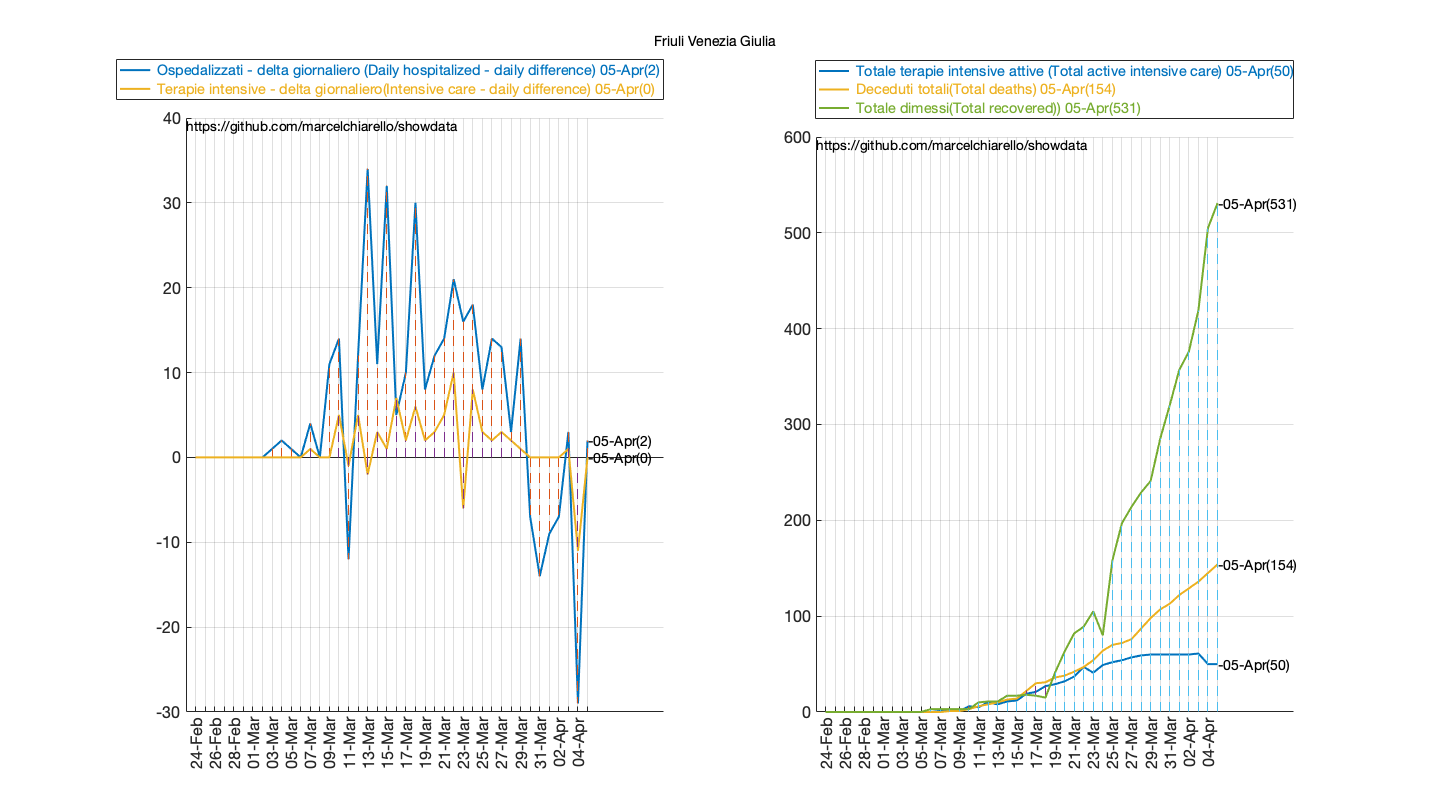 Friuli Venezia Giulia
Ospedalizzati - delta giornaliero (Daily hospitalized - daily difference) 05-Apr(2)
Terapie intensive - delta giornaliero(Intensive care - daily difference) 05-Apr(0)
40
https://github.com/marcelchiarello/showdata
30
20
10
0
-10
-20
-30
-05-Apr(2)
-05-Apr(0)
24-Feb
26-Feb
28-Feb
01-Mar
03-Mar
05-Mar
07-Mar
09-Mar
11-Mar
13-Mar
15-Mar
17-Mar
19-Mar
21-Mar
23-Mar
25-Mar
27-Mar
29-Mar
31-Mar
02-Apr
04-Apr
Totale terapie intensive attive (Total active intensive care) 05-Apr(50)
Deceduti totali(Total deaths) 05-Apr(154)
Totale dimessi(Total recovered)) 05-Apr(531)
600
https://github.com/marcelchiarello/showdata
500
400
300
200
100
0
-05-Apr(531)
-05-Apr(154)
-05-Apr(50)
24-Feb
26-Feb
28-Feb
01-Mar
03-Mar
05-Mar
07-Mar
09-Mar
11-Mar
13-Mar
15-Mar
17-Mar
19-Mar
21-Mar
23-Mar
25-Mar
27-Mar
29-Mar
31-Mar
02-Apr
04-Apr